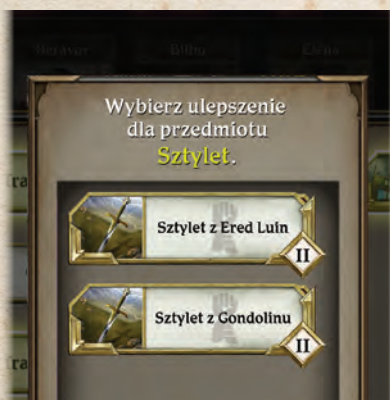 Wybierz ulepszenie
dla przedmiotu
Sztylet.
Sztylet z Ered Luin
II
Sztylet z Gondolinu
II